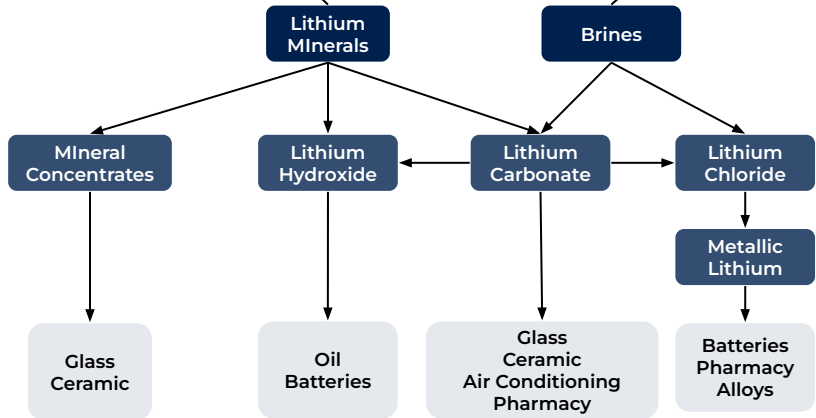 Lithium
MInerals
Brines
MIneral
Concentrates
Lithium
Hydroxide
Lithium
Carbonate
Lithium
Chloride
Metallic
Lithium
Glass
Ceramic
Oil
Batteries
Glass
Ceramic
Air Conditioning
Pharmacy
Batteries
Pharmacy
Alloys